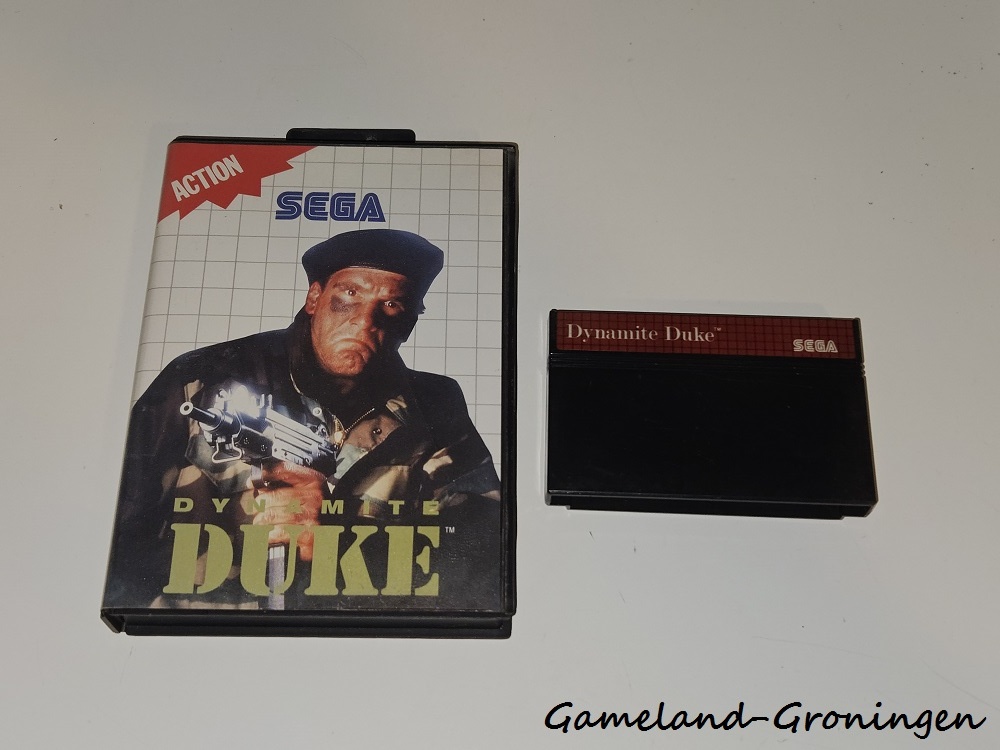 ACTION
SEGA
DYNAMITE
DUKE™
Dynamite Duke™
SEGA
Gameland-Groningen